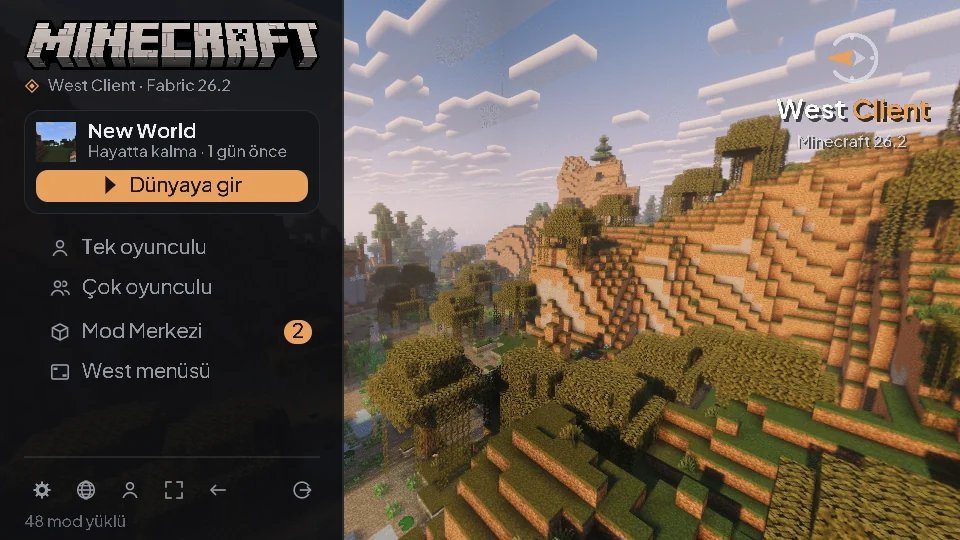 MINECRAFT
West Client · Fabric 26.2
New World
Hayatta kalma · 1 gün önce
Dünyaya gir
Tek oyunculu
Çok oyunculu
Mod Merkezi
2
West menüsü
48 mod yüklü
West Client
Minecraft 26.2